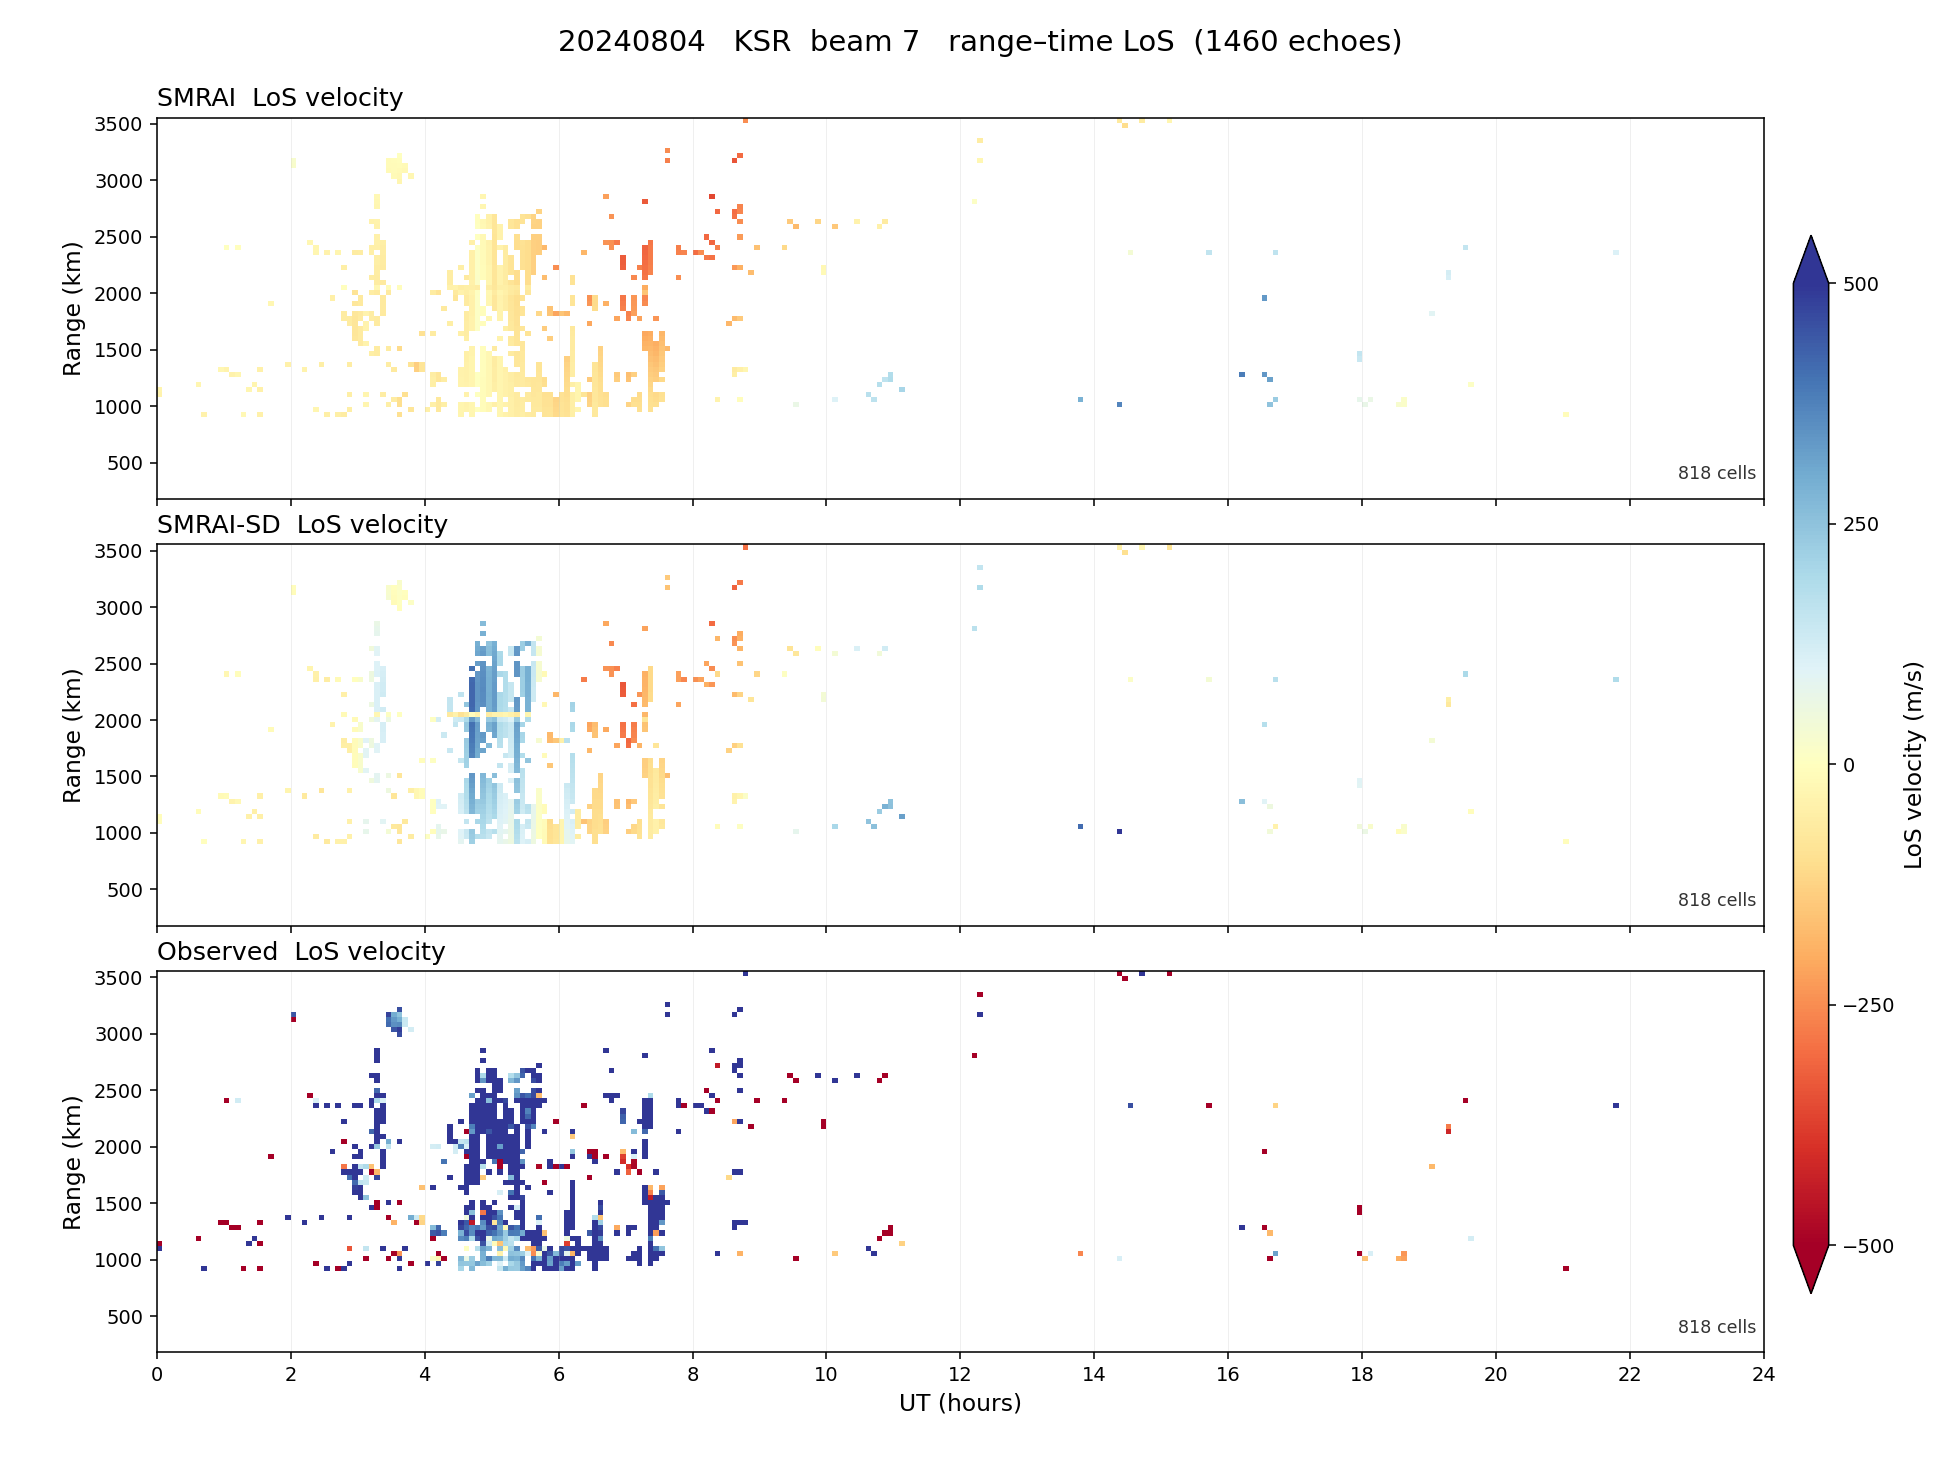 20240804   KSR  beam 7   range–time LoS  (1460 echoes)
SMRAI  LoS velocity
3500
3000
2500
2000
1500
1000
500
Range (km)
818 cells
SMRAI-SD  LoS velocity
3500
3000
2500
2000
1500
1000
500
Range (km)
818 cells
Observed  LoS velocity
3500
3000
2500
2000
1500
1000
500
Range (km)
818 cells
0 2 4 6 8 10 12 14 16 18 20 22 24
UT (hours)
500
250
0
−250
−500
LoS velocity (m/s)